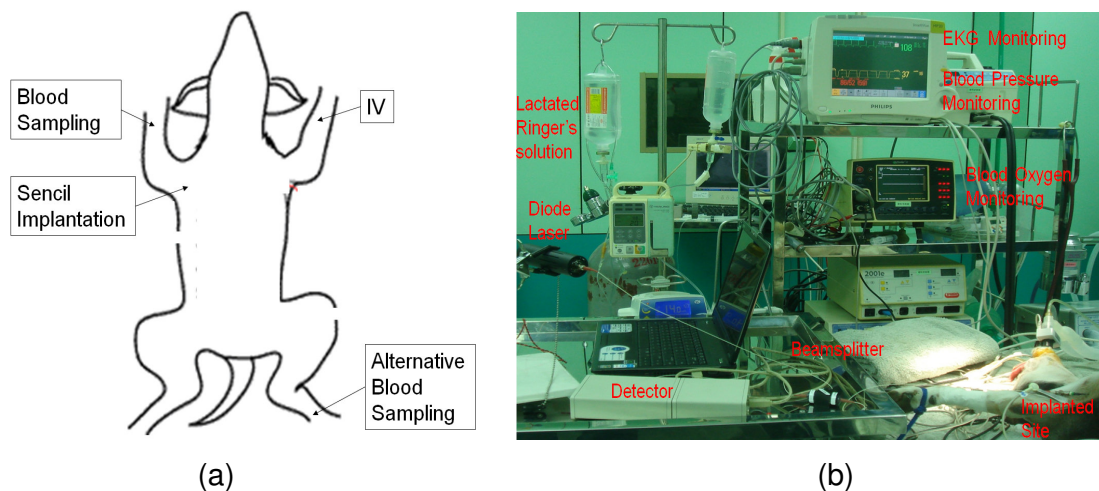 Blood
Sampling
IV
Sencil
Implantation
Alternative
Blood
Sampling
(a)
EKG Monitoring
108
Blood Pressure
Monitoring
37
PHILIPS
Lactated
Ringer's
solution
Blood Oxygen
Monitoring
Diode
Laser
2001e
Beamsplitter
Detector
Implanted
Site
(b)